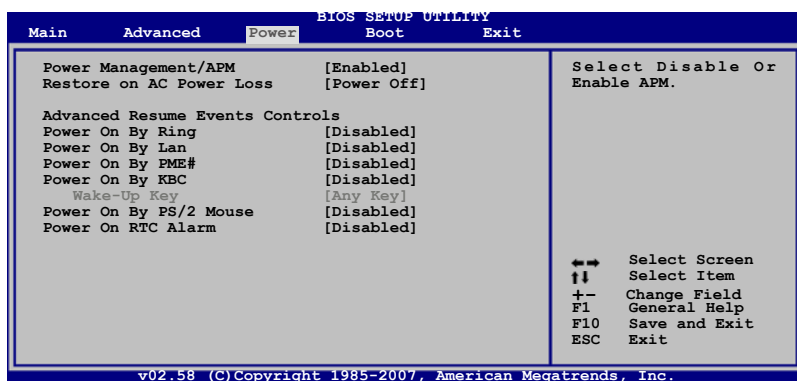 BIOS SETUP UTILITY
Main Advanced Power Boot Exit
Power Management/APM [Enabled]
Restore on AC Power Loss [Power Off]
Advanced Resume Events Controls
Power On By Ring [Disabled]
Power On By Lan [Disabled]
Power On By PME# [Disabled]
Power On By KBC [Disabled]
Wake-Up Key [Any Key]
Power On By PS/2 Mouse [Disabled]
Power On RTC Alarm [Disabled]
Select Disable Or
Enable APM.
←→ Select Screen
↑↓ Select Item
+- Change Field
F1 General Help
F10 Save and Exit
ESC Exit
v02.58 (C)Copyright 1985-2007, American Megatrends, Inc.